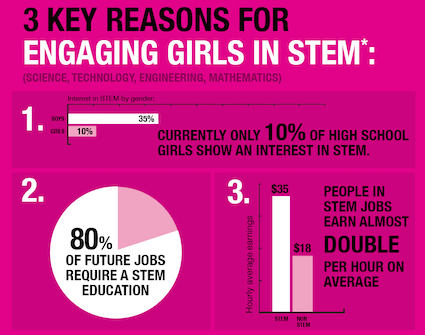 3 KEY REASONS FOR
ENGAGING GIRLS IN STEM*:
(SCIENCE, TECHNOLOGY, ENGINEERING, MATHEMATICS)
1.
Interest in STEM by gender:
BOYS 35%
GIRLS 10%
CURRENTLY ONLY 10% OF HIGH SCHOOL
GIRLS SHOW AN INTEREST IN STEM.
2.
80%
OF FUTURE JOBS
REQUIRE A STEM
EDUCATION
3.
Hourly average earnings
$35
$18
STEM
NON
STEM
PEOPLE IN
STEM JOBS
EARN ALMOST
DOUBLE
PER HOUR ON
AVERAGE